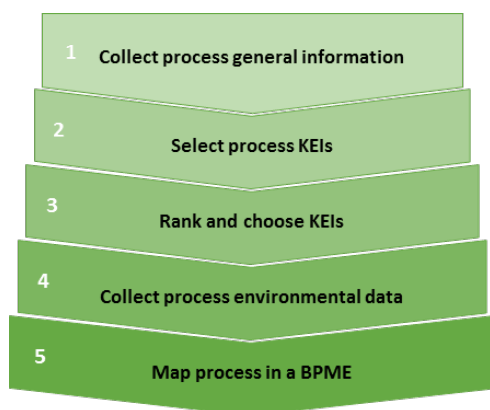 1 Collect process general information
2 Select process KEIs
3 Rank and choose KEIs
4 Collect process environmental data
5 Map process in a BPME